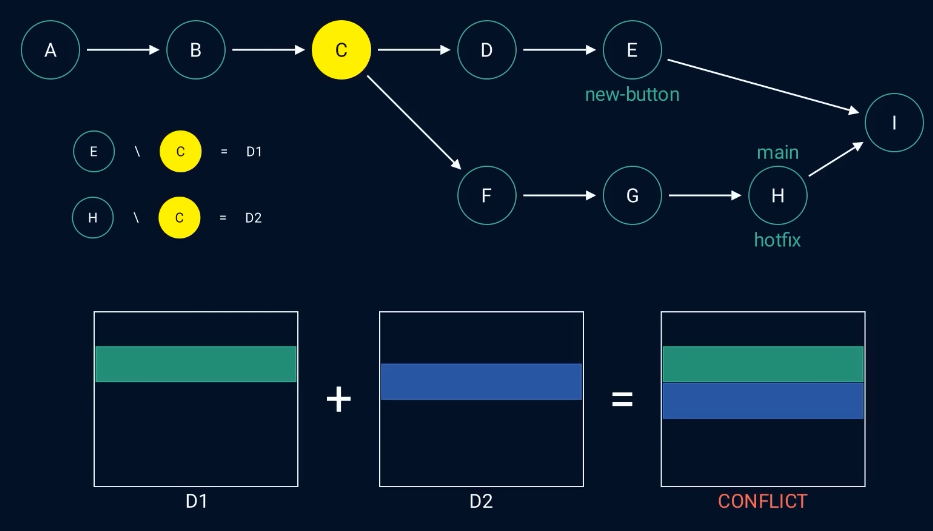 A
B
C
D
E
new-button
I
E \ C = D1
main
F
G
H
H \ C = D2
hotfix
+
=
D1
D2
CONFLICT